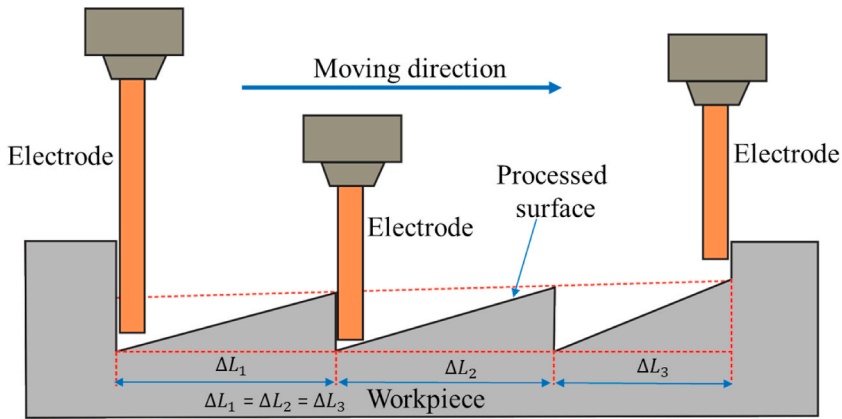 Moving direction
Electrode
Electrode
Processed
surface
Electrode
ΔL₁
ΔL₂
ΔL₃
ΔL₁ = ΔL₂ = ΔL₃
Workpiece